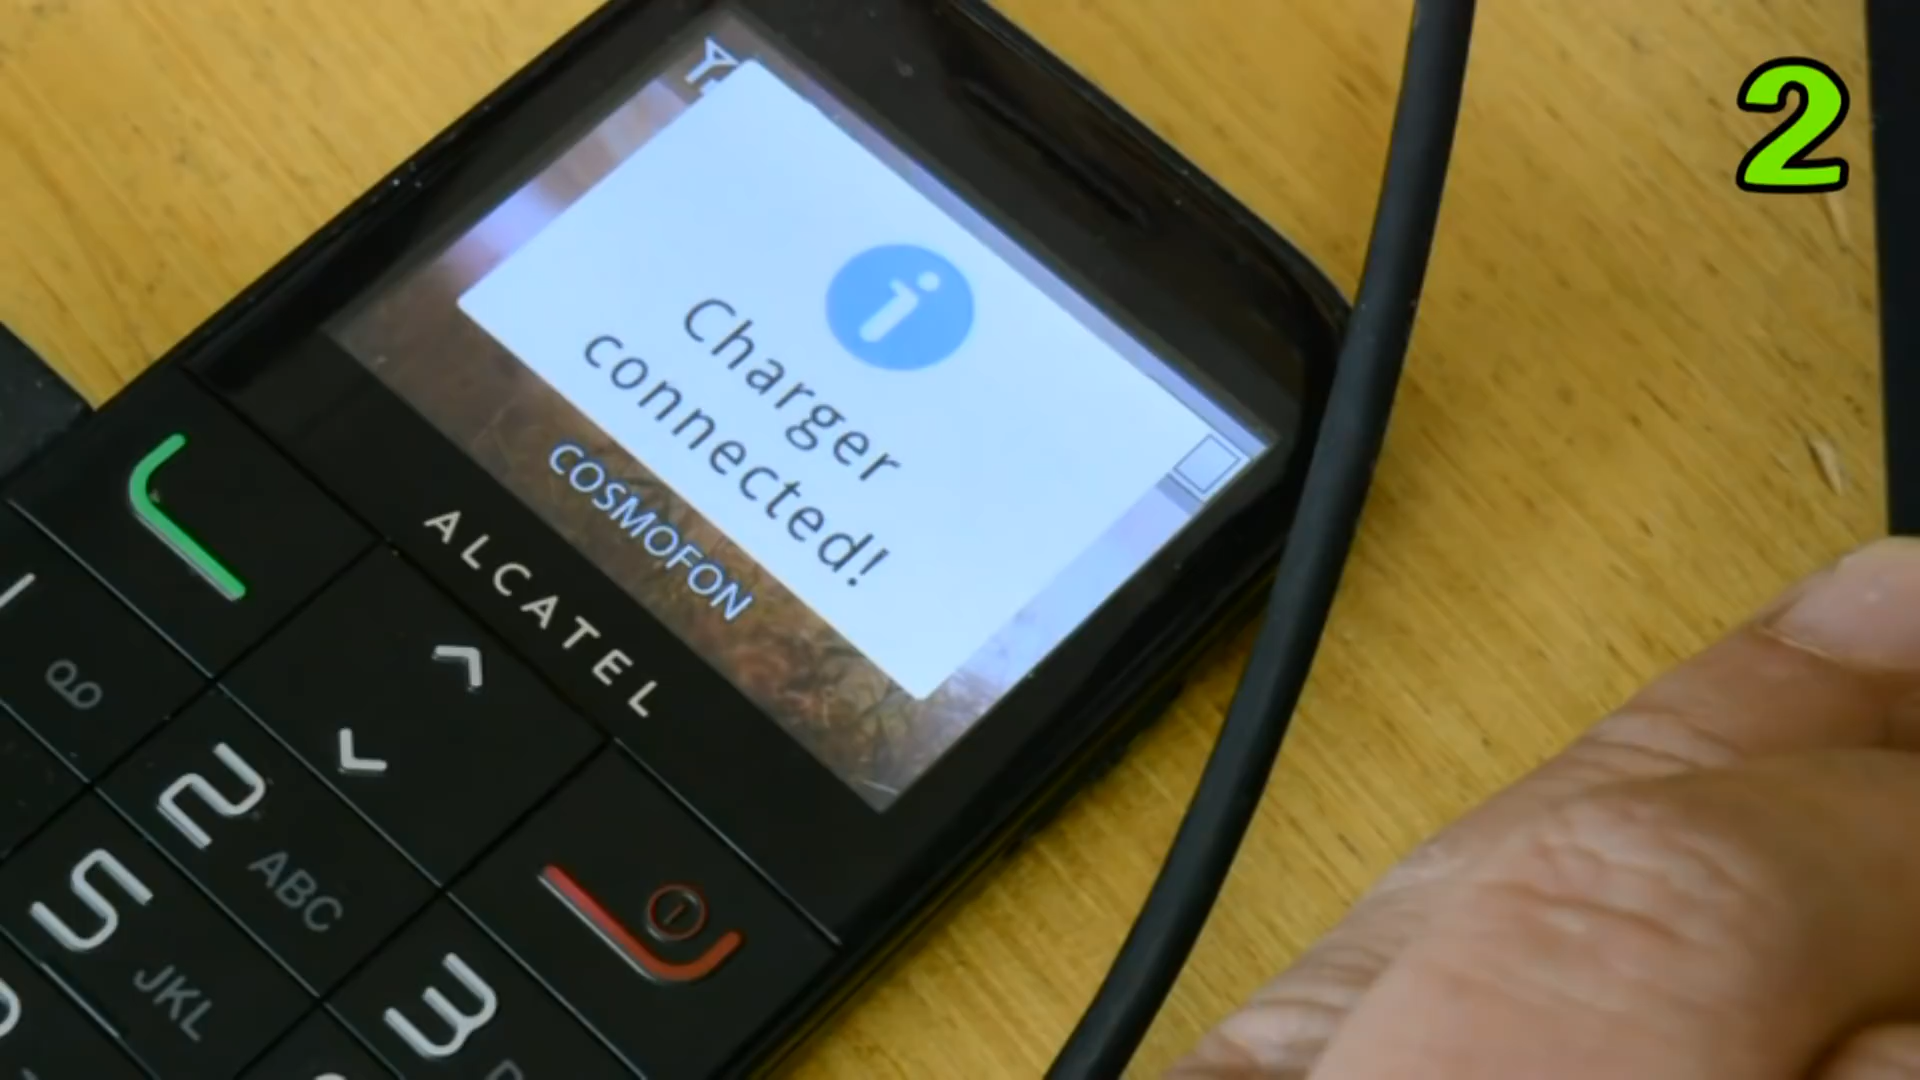 2
Charger
connected!
COSMOFON
ALCATEL
2 ABC
5 JKL
3